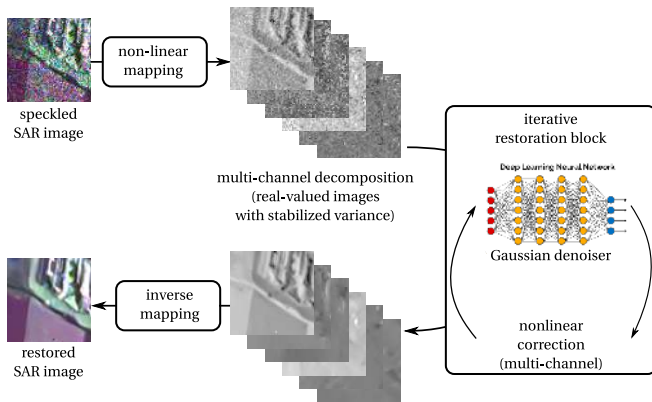 speckled
SAR image
non-linear
mapping
multi-channel decomposition
(real-valued images
with stabilized variance)
iterative
restoration block
Deep Learning Neural Network
Gaussian denoiser
nonlinear
correction
(multi-channel)
inverse
mapping
restored
SAR image